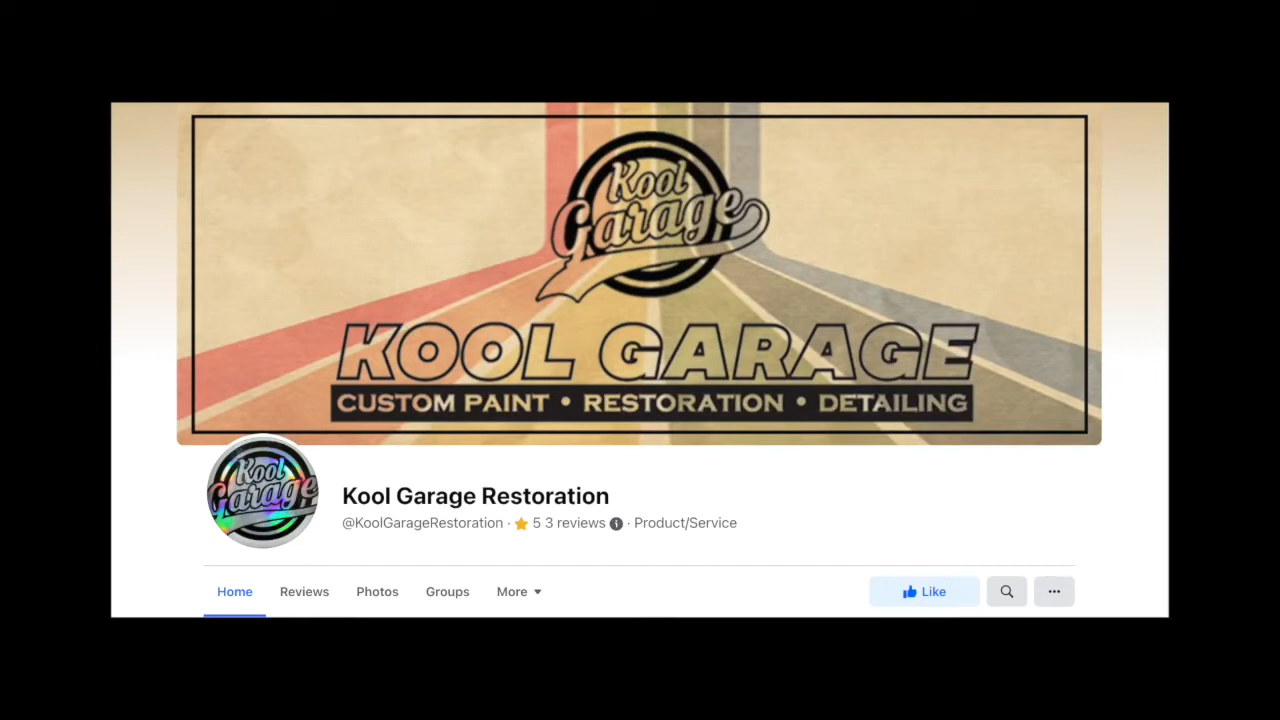 Kool
Garage
KOOL GARAGE
CUSTOM PAINT • RESTORATION • DETAILING
Kool
Garage
Kool Garage Restoration
@KoolGarageRestoration · 5 3 reviews · Product/Service
Home Reviews Photos Groups More Like